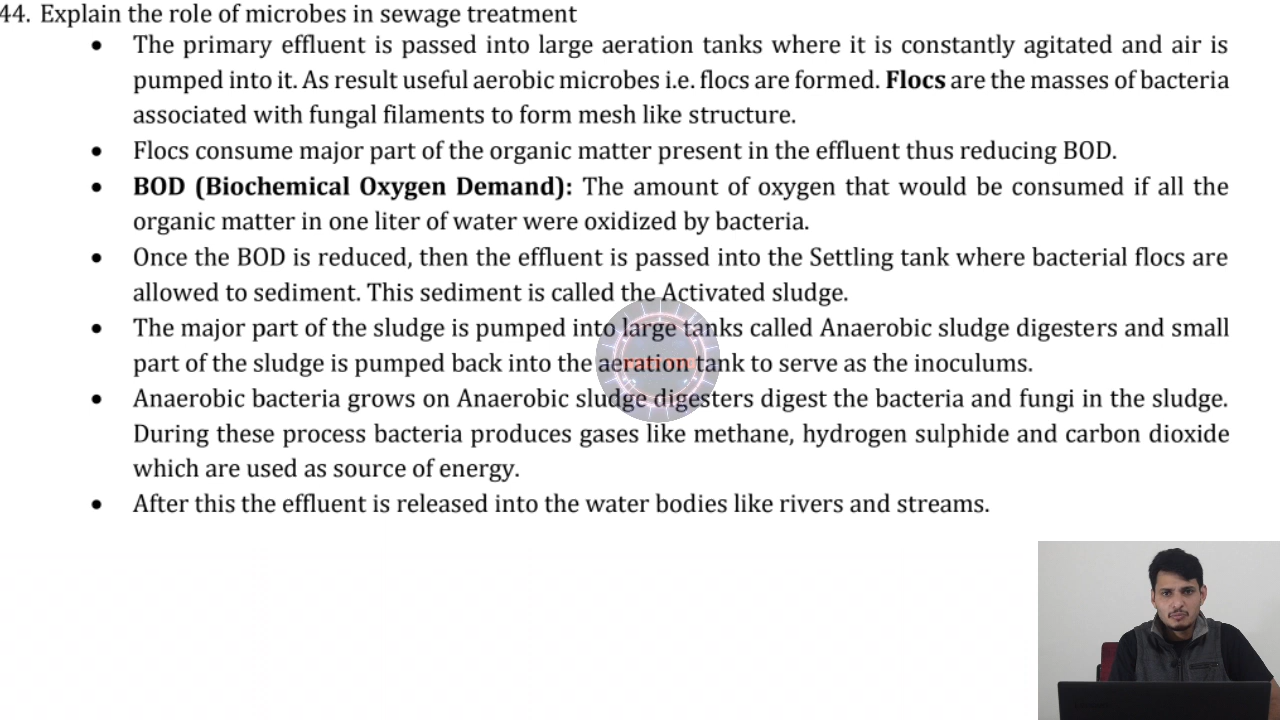 44. Explain the role of microbes in sewage treatment
• The primary effluent is passed into large aeration tanks where it is constantly agitated and air is
pumped into it. As result useful aerobic microbes i.e. flocs are formed. Flocs are the masses of bacteria
associated with fungal filaments to form mesh like structure.
• Flocs consume major part of the organic matter present in the effluent thus reducing BOD.
• BOD (Biochemical Oxygen Demand): The amount of oxygen that would be consumed if all the
organic matter in one liter of water were oxidized by bacteria.
• Once the BOD is reduced, then the effluent is passed into the Settling tank where bacterial flocs are
allowed to sediment. This sediment is called the Activated sludge.
• The major part of the sludge is pumped into large tanks called Anaerobic sludge digesters and small
part of the sludge is pumped back into the aeration tank to serve as the inoculums.
• Anaerobic bacteria grows on Anaerobic sludge digesters digest the bacteria and fungi in the sludge.
During these process bacteria produces gases like methane, hydrogen sulphide and carbon dioxide
which are used as source of energy.
• After this the effluent is released into the water bodies like rivers and streams.